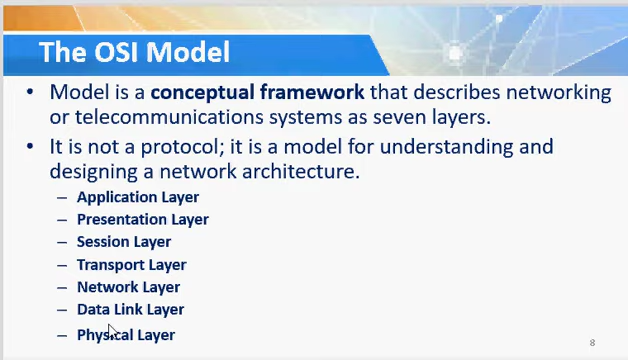 The OSI Model
• Model is a conceptual framework that describes networking
or telecommunications systems as seven layers.
• It is not a protocol; it is a model for understanding and
designing a network architecture.
– Application Layer
– Presentation Layer
– Session Layer
– Transport Layer
– Network Layer
– Data Link Layer
– Physical Layer
8